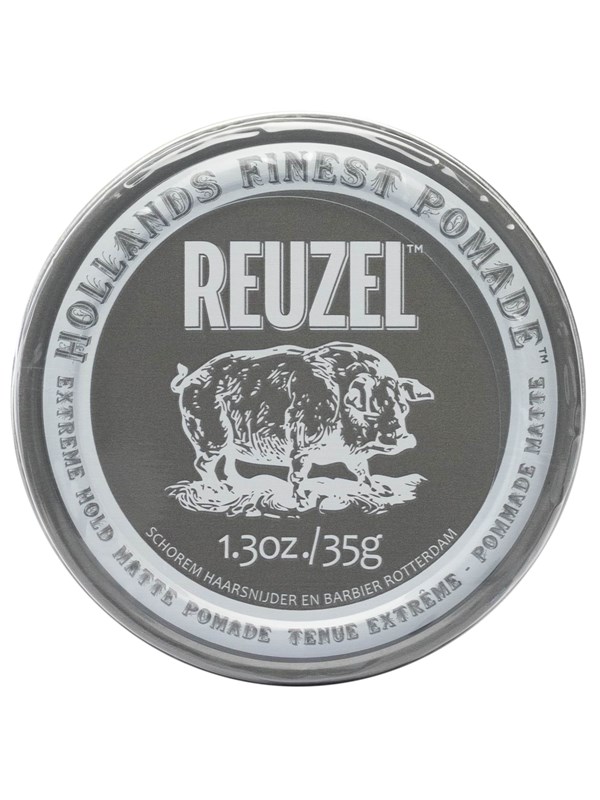 HOLLANDS FINEST POMADE™
REUZEL™
1.3oz./35g
SCHOREM HAARSNIJDER EN BARBIER ROTTERDAM
EXTREME HOLD MATTE POMADE TENUE EXTRÊME - POMMADE MATTE